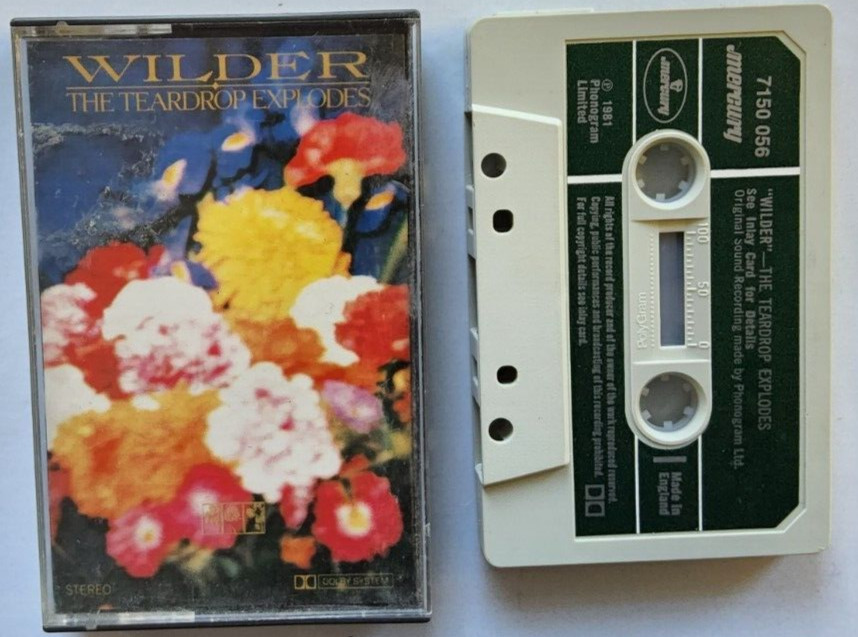 WILDER
THE TEARDROP EXPLODES
STEREO
DOLBY SYSTEM
7150 056
mercury
mercury
℗ 1981
Phonogram
Limited
"WILDER"—THE TEARDROP EXPLODES
See Inlay Card for Details
Original Sound Recording made by Phonogram Ltd.
100 50 0
PolyGram
All rights of the record producer and of the owner of the work reproduced reserved.
Copying, public performances and broadcasting of this recording prohibited.
For full copyright details see inlay card.
Made in
England